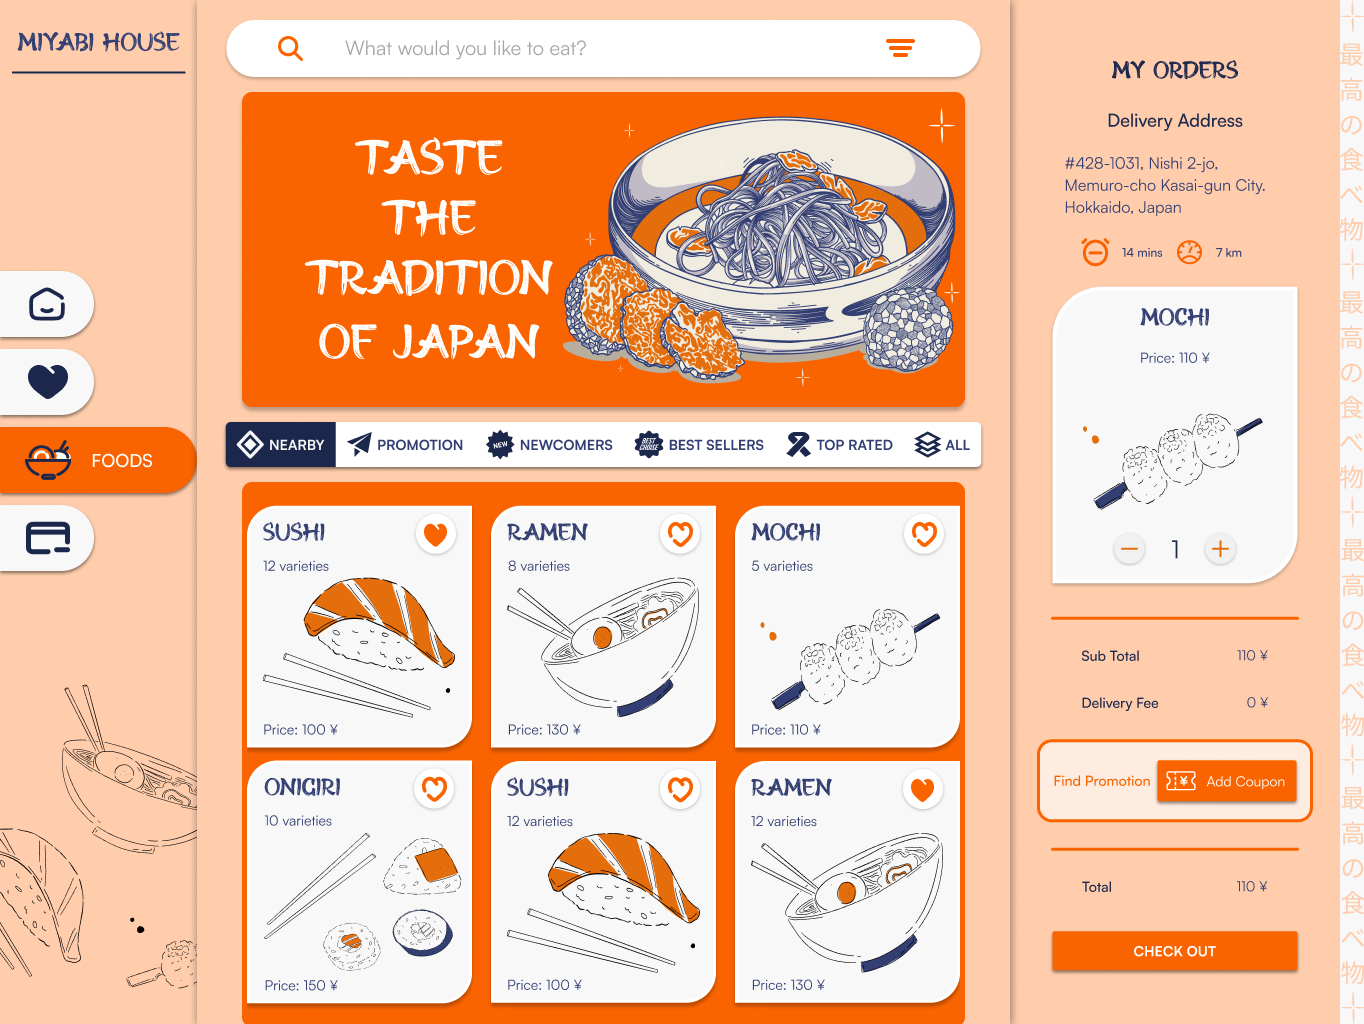 MIYABI HOUSE
FOODS
What would you like to eat?
TASTE
THE
TRADITION
OF JAPAN
NEARBY
PROMOTION
NEW
NEWCOMERS
BEST CHOISE
BEST SELLERS
TOP RATED
ALL
SUSHI
12 varieties
Price: 100 ¥
RAMEN
8 varieties
Price: 130 ¥
MOCHI
5 varieties
Price: 110 ¥
ONIGIRI
10 varieties
Price: 150 ¥
SUSHI
12 varieties
Price: 100 ¥
RAMEN
12 varieties
Price: 130 ¥
MY ORDERS
Delivery Address
#428-1031, Nishi 2-jo,
Memuro-cho Kasai-gun City.
Hokkaido, Japan
14 mins
7 km
MOCHI
Price: 110 ¥
1
Sub Total 110 ¥
Delivery Fee 0 ¥
Find Promotion
¥
Add Coupon
Total 110 ¥
CHECK OUT
最高の食べ物
最高の食べ物
最高の食べ物
最高の食べ物